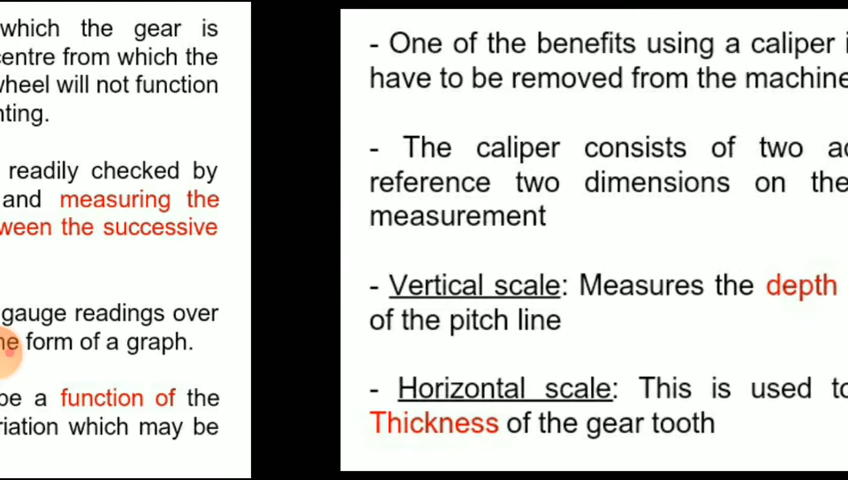 which the gear is
centre from which the
wheel will not function
nting.
readily checked by
and measuring the
ween the successive
gauge readings over
he form of a graph.
be a function of the
riation which may be
- One of the benefits using a caliper i
have to be removed from the machine
- The caliper consists of two a
reference two dimensions on the
measurement
- Vertical scale: Measures the depth
of the pitch line
- Horizontal scale: This is used to
Thickness of the gear tooth